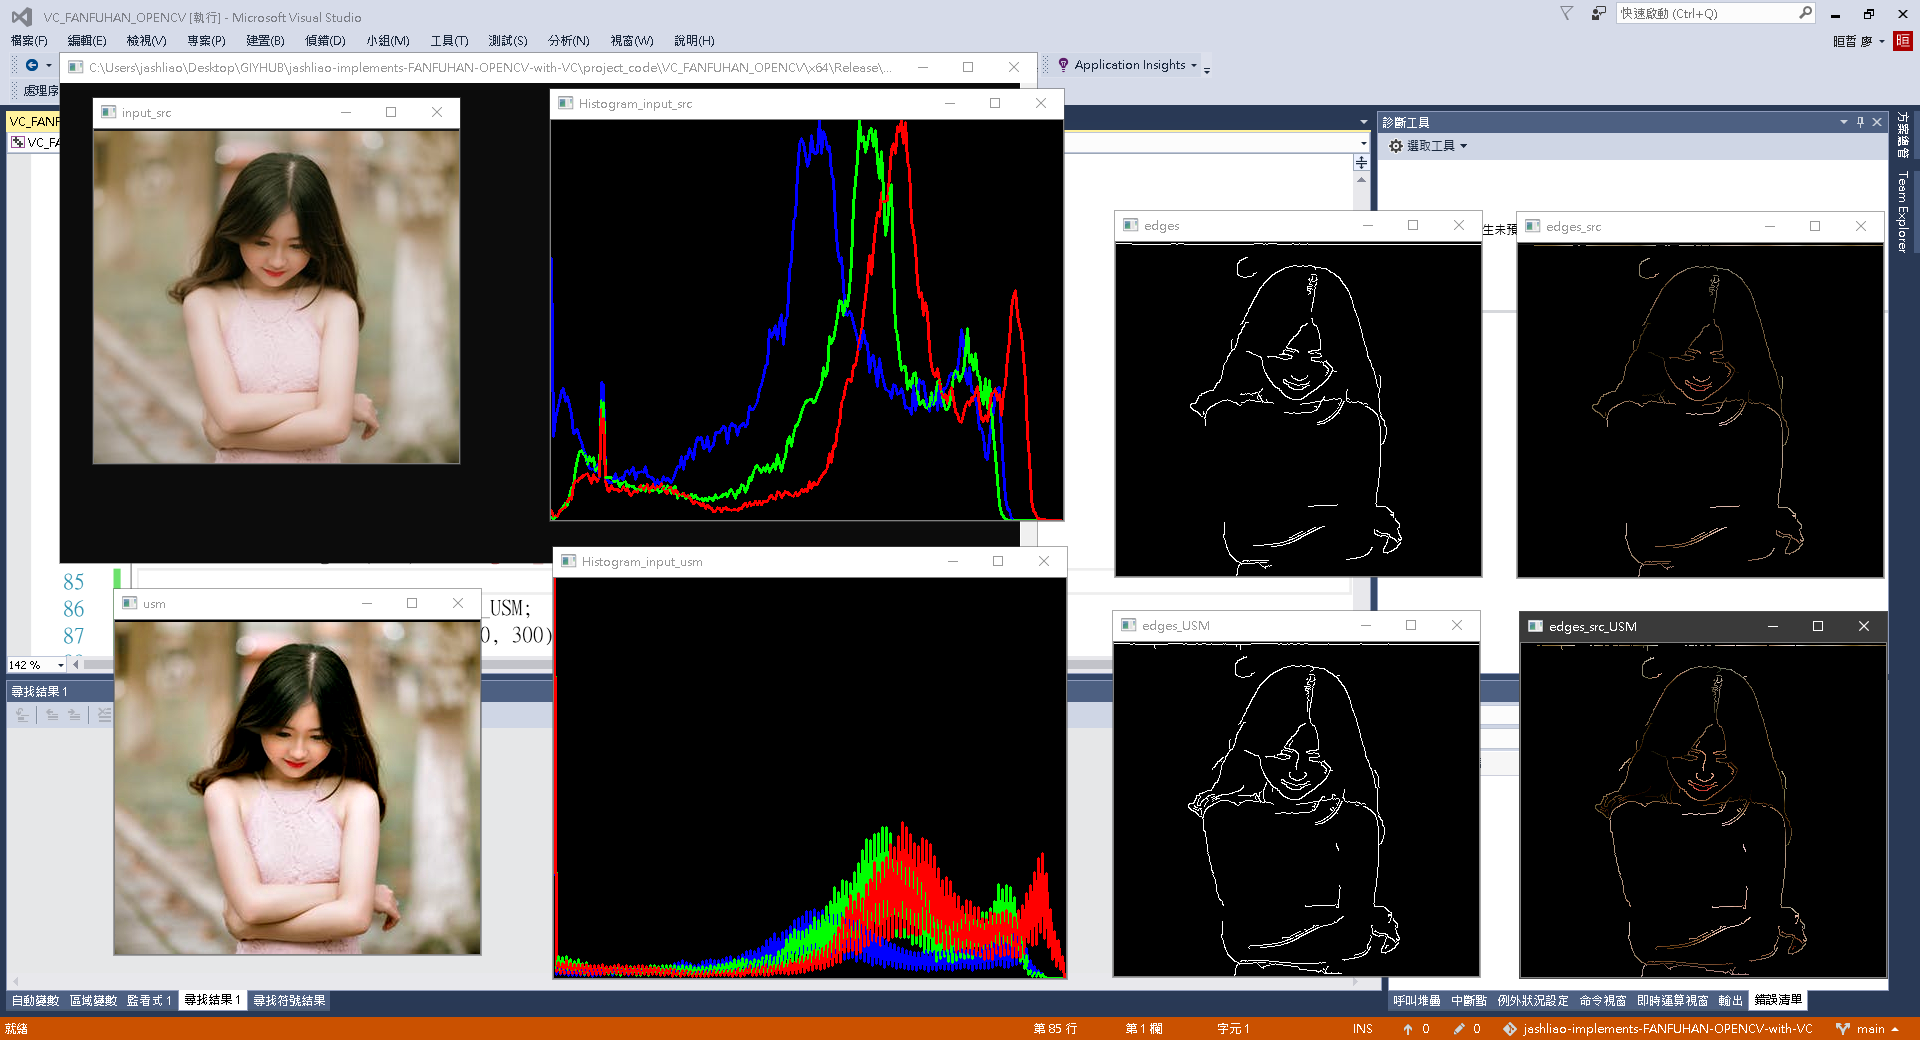 VC_FANFUHAN_OPENCV [執行] - Microsoft Visual Studio
快速啟動 (Ctrl+Q)
檔案(F) 編輯(E) 檢視(V) 專案(P) 建置(B) 偵錯(D) 小組(M) 工具(T) 測試(S) 分析(N) 視窗(W) 說明(H)
晅哲 廖 晅
C:\Users\jashliao\Desktop\GIYHUB\jashliao-implements-FANFUHAN-OPENCV-with-VC\project_code\VC_FANFUHAN_OPENCV\x64\Release\...
Application Insights
處理序
input_src
Histogram_input_src
VC_FANF
VC_FA
診斷工具
選取工具
方案總管
Team Explorer
edges
生未預
edges_src
Histogram_input_usm
85
86
_USM;
87
0, 300)
usm
edges_USM
edges_src_USM
142 %
尋找結果 1
自動變數 區域變數 監看式 1 尋找結果 1 尋找符號結果
呼叫堆疊 中斷點 例外狀況設定 命令視窗 即時運算視窗 輸出 錯誤清單
就緒
第 85 行 第 1 欄 字元 1 INS 0 0 jashliao-implements-FANFUHAN-OPENCV-with-VC main